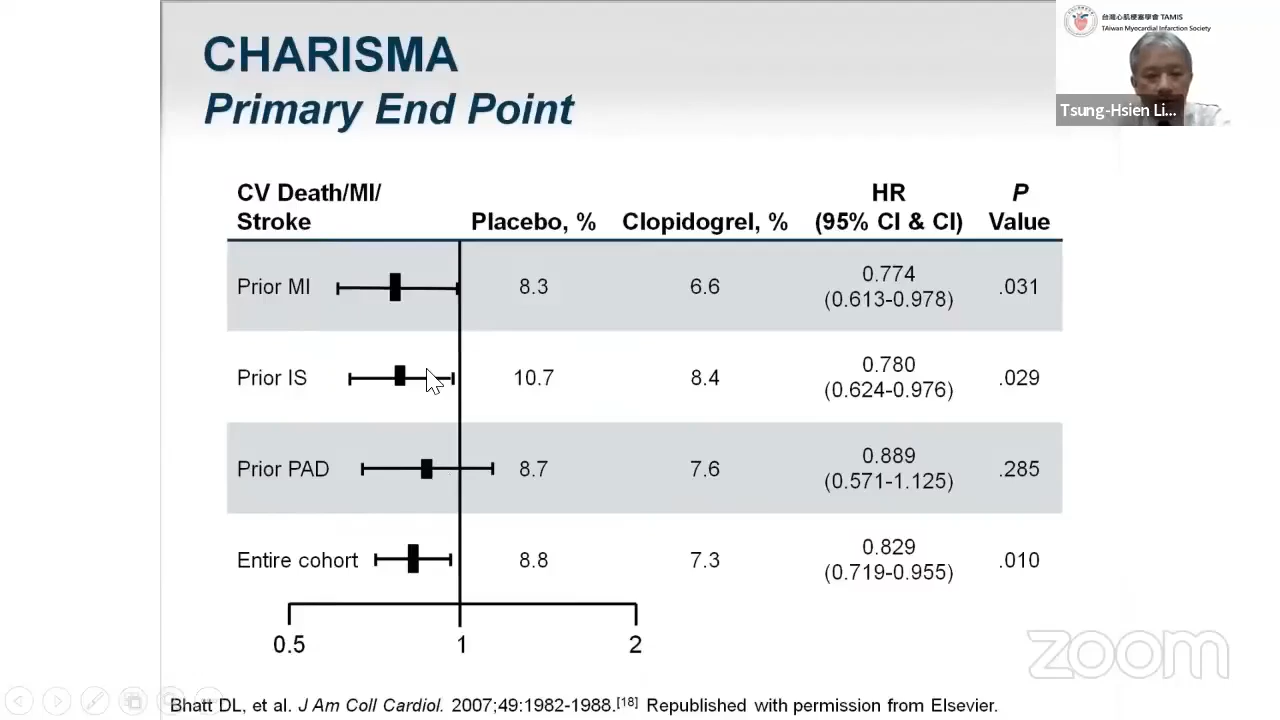 CHARISMA
Primary End Point
台灣心肌梗塞學會 TAMIS
TAiwan Myocardial Infarction Society
Tsung-Hsien Li...
CV Death/MI/
Stroke
Placebo, %
Clopidogrel, %
HR
(95% CI & CI)
P
Value
Prior MI
8.3
6.6
0.774
(0.613-0.978)
.031
Prior IS
10.7
8.4
0.780
(0.624-0.976)
.029
Prior PAD
8.7
7.6
0.889
(0.571-1.125)
.285
Entire cohort
8.8
7.3
0.829
(0.719-0.955)
.010
0.5
1
2
zoom
Bhatt DL, et al. J Am Coll Cardiol. 2007;49:1982-1988.[18] Republished with permission from Elsevier.